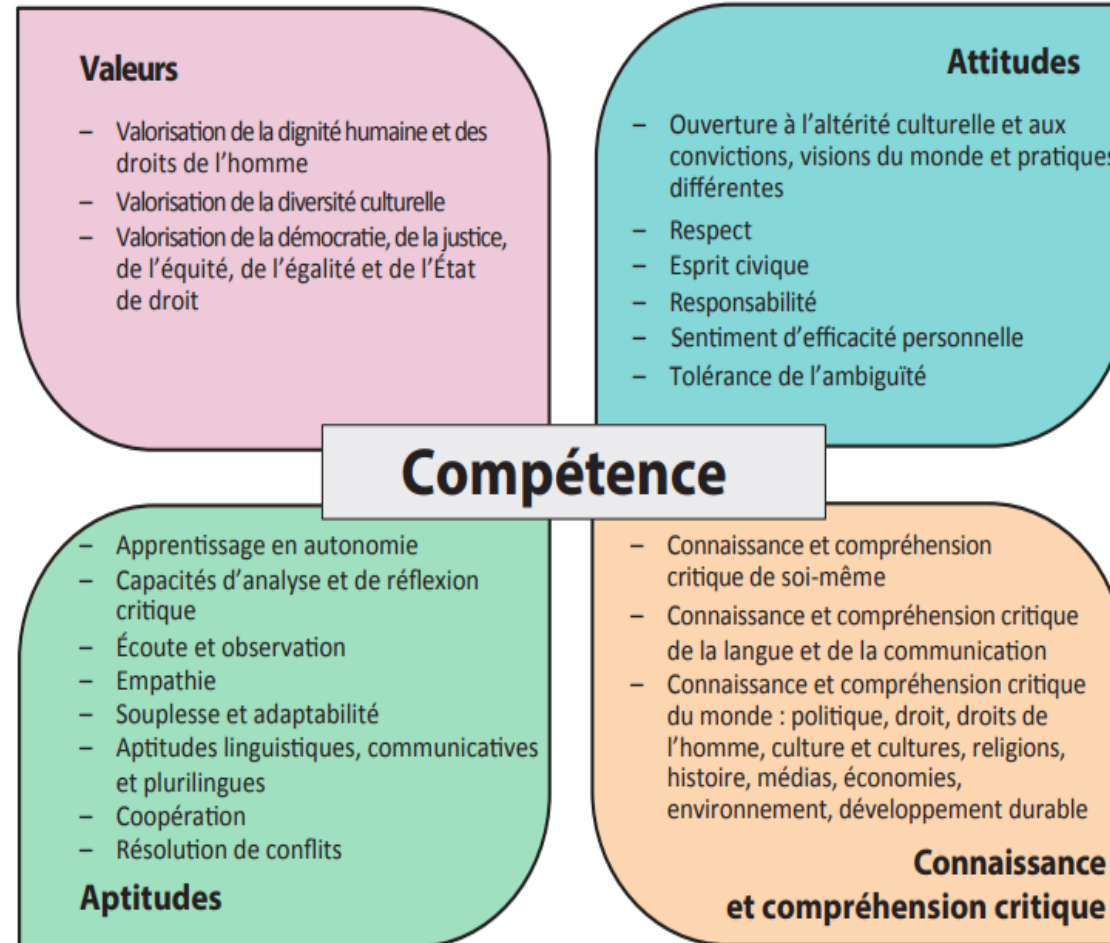 Valeurs
– Valorisation de la dignité humaine et des
droits de l’homme
– Valorisation de la diversité culturelle
– Valorisation de la démocratie, de la justice,
de l’équité, de l’égalité et de l’État
de droit
Attitudes
– Ouverture à l’altérité culturelle et aux
convictions, visions du monde et pratiques
différentes
– Respect
– Esprit civique
– Responsabilité
– Sentiment d’efficacité personnelle
– Tolérance de l’ambiguïté
Compétence
– Apprentissage en autonomie
– Capacités d’analyse et de réflexion
critique
– Écoute et observation
– Empathie
– Souplesse et adaptabilité
– Aptitudes linguistiques, communicatives
et plurilingues
– Coopération
– Résolution de conflits
Aptitudes
– Connaissance et compréhension
critique de soi-même
– Connaissance et compréhension critique
de la langue et de la communication
– Connaissance et compréhension critique
du monde : politique, droit, droits de
l’homme, culture et cultures, religions,
histoire, médias, économies,
environnement, développement durable
Connaissance
et compréhension critique